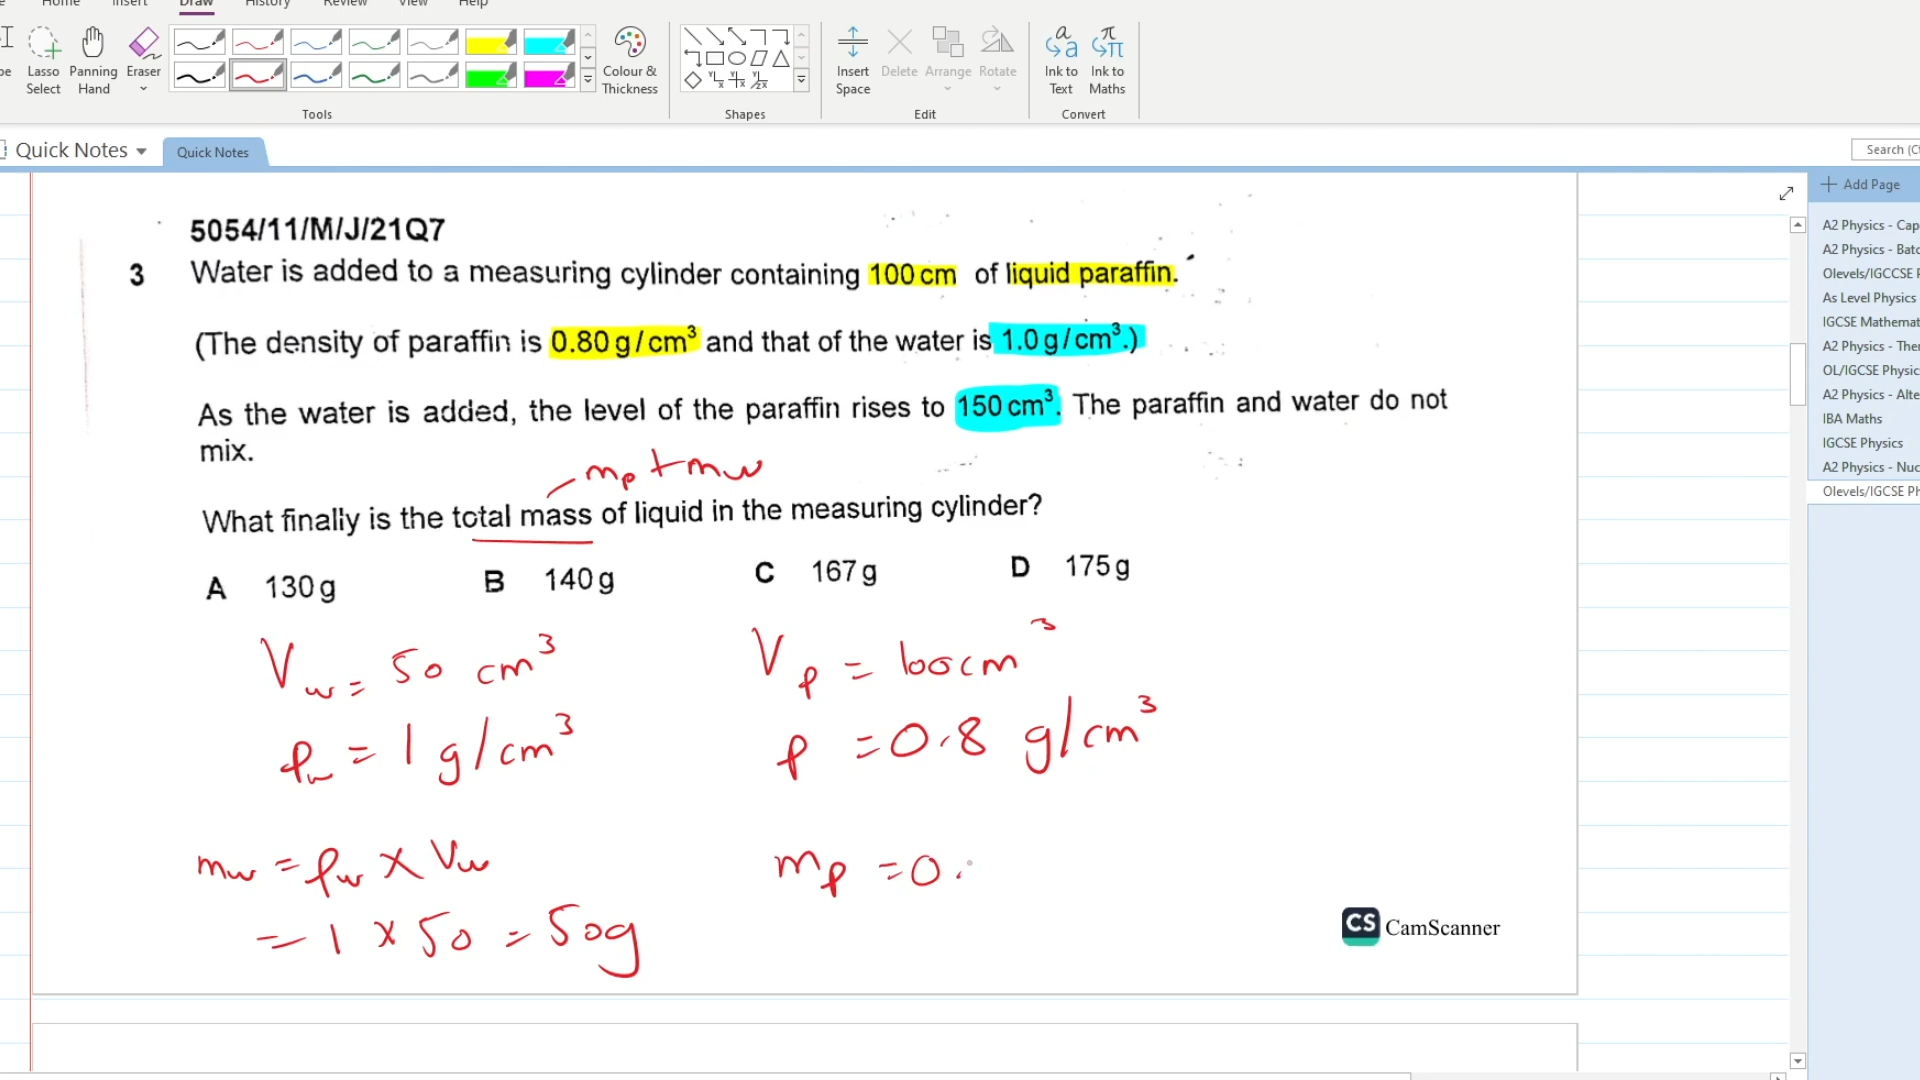 Home Insert Draw History Review View Help
Lasso Select
Panning Hand
Eraser
Colour & Thickness
Insert Space
Delete
Arrange
Rotate
Ink to Text
Ink to Maths
Tools
Shapes
Edit
Convert
Quick Notes
Quick Notes
Search (Ct
Add Page
A2 Physics - Cap
A2 Physics - Batc
Olevels/IGCCSE P
As Level Physics
IGCSE Mathemat
A2 Physics - Ther
OL/IGCSE Physic
A2 Physics - Alte
IBA Maths
IGCSE Physics
A2 Physics - Nuc
Olevels/IGCSE Ph
5054/11/M/J/21Q7
3 Water is added to a measuring cylinder containing 100 cm of liquid paraffin.
(The density of paraffin is 0.80 g/cm³ and that of the water is 1.0 g/cm³.)
As the water is added, the level of the paraffin rises to 150 cm³. The paraffin and water do not
mix.
mp + mw
What finally is the total mass of liquid in the measuring cylinder?
A 130 g B 140 g C 167 g D 175 g
Vw = 50 cm³
ρw = 1 g/cm³
mw = ρw × Vw
= 1 × 50 = 50g
Vp = 100cm³
ρ = 0.8 g/cm³
mp = 0.
CS CamScanner